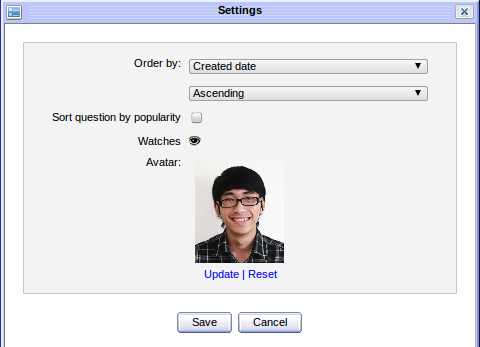 Settings
Order by: Created date
Ascending
Sort question by popularity
Watches
Avatar:
Update | Reset
Save Cancel